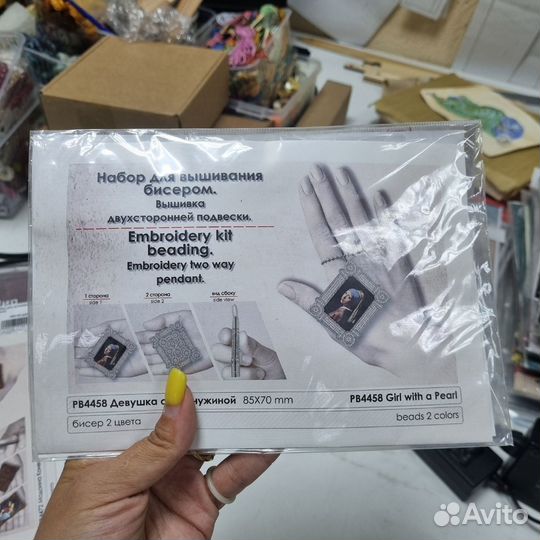 Набор для вышивания
бисером.
Вышивка
двухсторонней подвески.
Embroidery kit
beading.
Embroidery two way
pendant.
1 сторона
side 1
2 сторона
side 2
вид сбоку
side view
PB4458 Девушка с жемчужиной 85X70 mm
PB4458 Girl with a Pearl
бисер 2 цвета
beads 2 colors
Avito